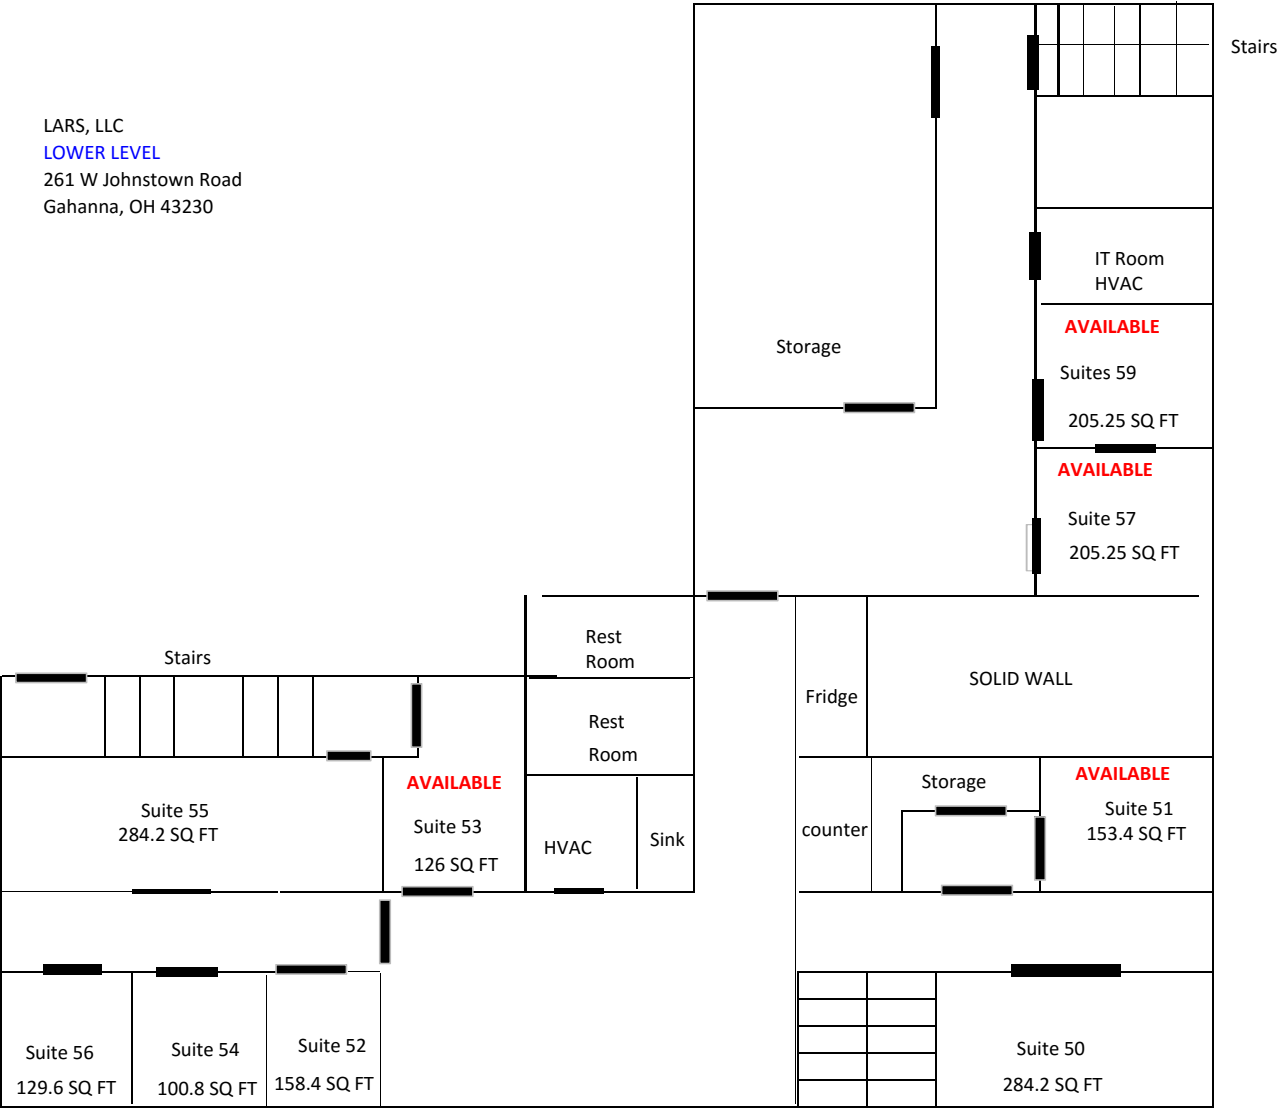 Stairs
LARS, LLC
LOWER LEVEL
261 W Johnstown Road
Gahanna, OH 43230
IT Room
HVAC
AVAILABLE
Storage
Suites 59
205.25 SQ FT
AVAILABLE
Suite 57
205.25 SQ FT
Rest
Room
Stairs
SOLID WALL
Fridge
Rest
Room
AVAILABLE
Suite 53
126 SQ FT
Suite 55
284.2 SQ FT
HVAC
Sink
counter
Storage
AVAILABLE
Suite 51
153.4 SQ FT
Suite 56
129.6 SQ FT
Suite 54
100.8 SQ FT
Suite 52
158.4 SQ FT
Suite 50
284.2 SQ FT